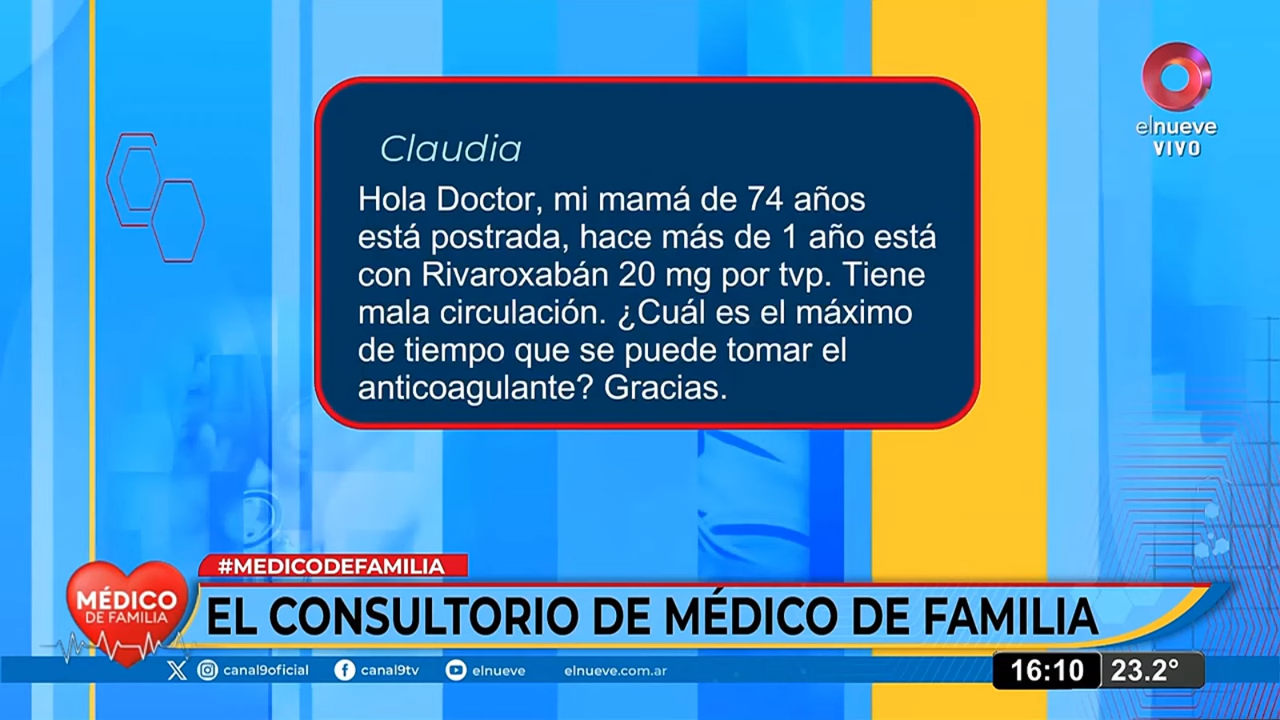 elnueve
VIVO
Claudia
Hola Doctor, mi mamá de 74 años
está postrada, hace más de 1 año está
con Rivaroxabán 20 mg por tvp. Tiene
mala circulación. ¿Cuál es el máximo
de tiempo que se puede tomar el
anticoagulante? Gracias.
#MEDICODEFAMILIA
MÉDICO
DE FAMILIA
EL CONSULTORIO DE MÉDICO DE FAMILIA
canal9oficial canal9tv elnueve elnueve.com.ar 16:10 23.2°